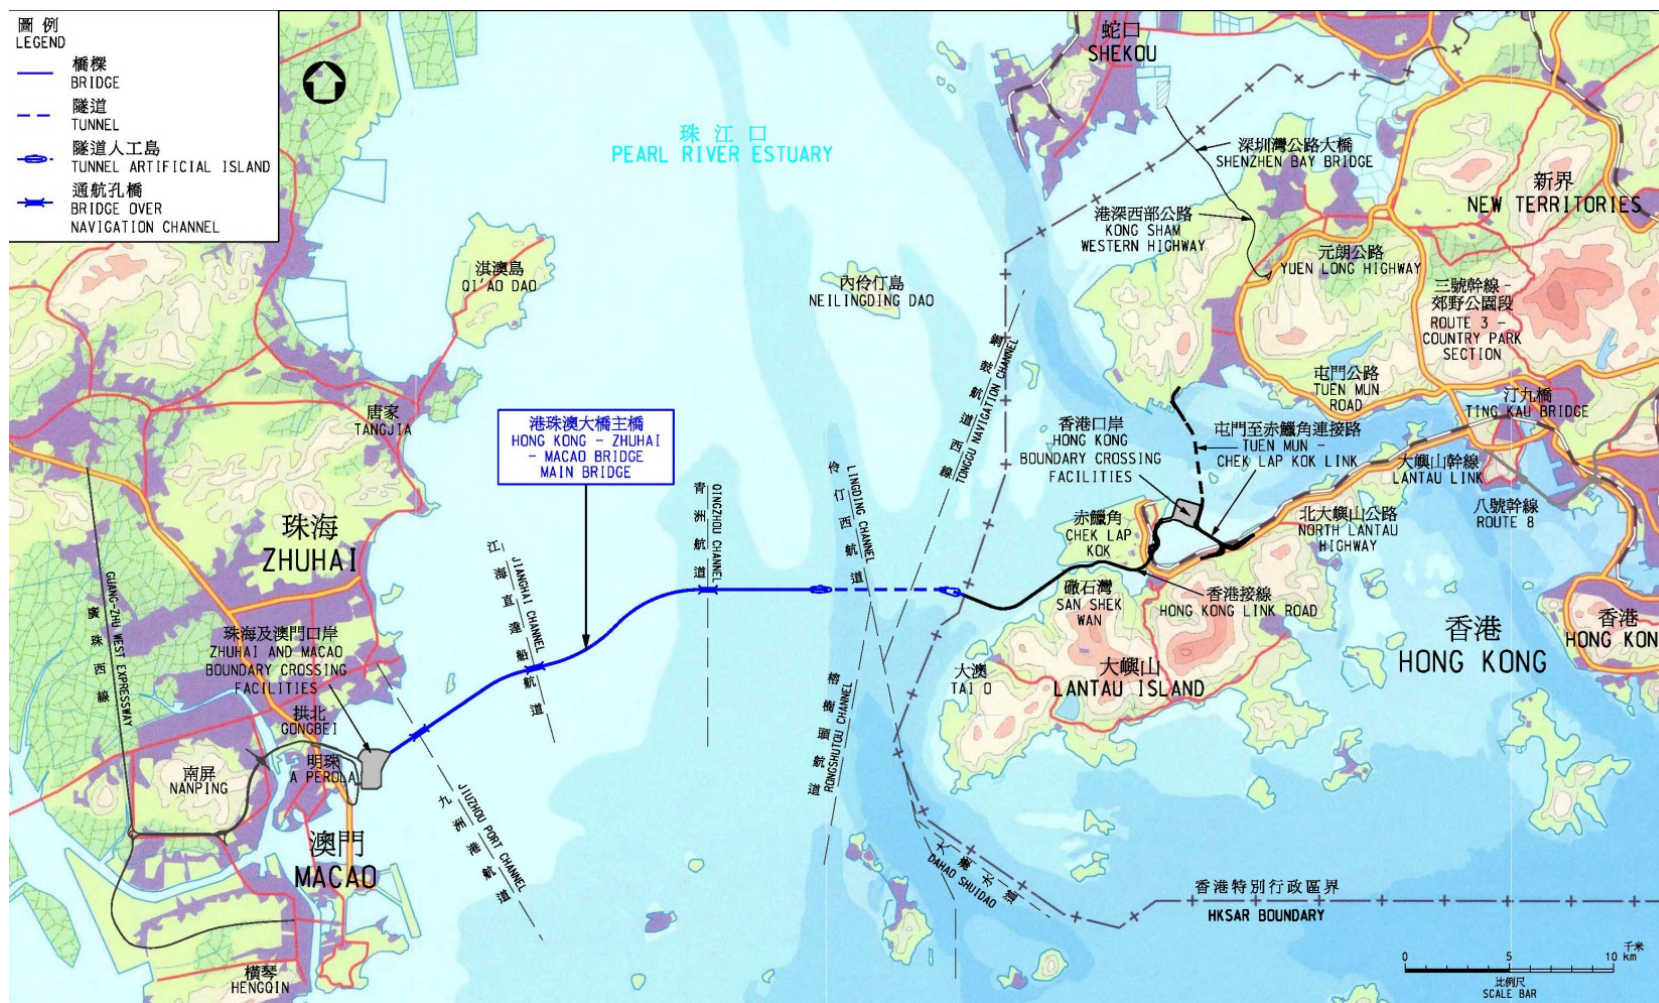 圖例
LEGEND
橋樑
BRIDGE
隧道
TUNNEL
隧道人工島
TUNNEL ARTIFICIAL ISLAND
通航孔橋
BRIDGE OVER
NAVIGATION CHANNEL
蛇口
SHEKOU
珠江口
PEARL RIVER ESTUARY
深圳灣公路大橋
SHENZHEN BAY BRIDGE
新界
NEW TERRITORIES
港深西部公路
KONG SHAM
WESTERN HIGHWAY
元朗公路
YUEN LONG HIGHWAY
淇澳島
QI'AO DAO
內伶仃島
NEILINGDING DAO
三號幹線 -
郊野公園段
ROUTE 3 -
COUNTRY PARK
SECTION
屯門公路
TUEN MUN
ROAD
汀九橋
TING KAU BRIDGE
唐家
TANGJIA
港珠澳大橋主橋
HONG KONG - ZHUHAI
- MACAO BRIDGE
MAIN BRIDGE
香港口岸
HONG KONG
BOUNDARY CROSSING
FACILITIES
屯門至赤鱲角連接路
TUEN MUN -
CHEK LAP KOK LINK
大嶼山幹線
LANTAU LINK
八號幹線
ROUTE 8
北大嶼山公路
NORTH LANTAU
HIGHWAY
赤鱲角
CHEK LAP
KOK
銅鼓航道西線
TONGGU NAVIGATION CHANNEL
伶仃西航道
LINGDING CHANNEL
青洲航道
QINGZHOU CHANNEL
江海直達船航道
JIANGHAI CHANNEL
珠海
ZHUHAI
廣珠西線
GUANG-ZHU WEST EXPRESSWAY
䃟石灣
SAN SHEK
WAN
香港接線
HONG KONG LINK ROAD
香港
HONG KONG
香港
HONG KON
珠海及澳門口岸
ZHUHAI AND MACAO
BOUNDARY CROSSING
FACILITIES
大澳
TAI O
大嶼山
LANTAU ISLAND
拱北
GONGBEI
明珠
A PEROLA
南屏
NANPING
榕樹頭航道
RONGSHUTOU CHANNEL
九洲港航道
JIUZHOU PORT CHANNEL
澳門
MACAO
大濠水道
DAHAO SHUIDAO
香港特別行政區界
HKSAR BOUNDARY
橫琴
HENGQIN
千米
0 5 10 km
比例尺
SCALE BAR